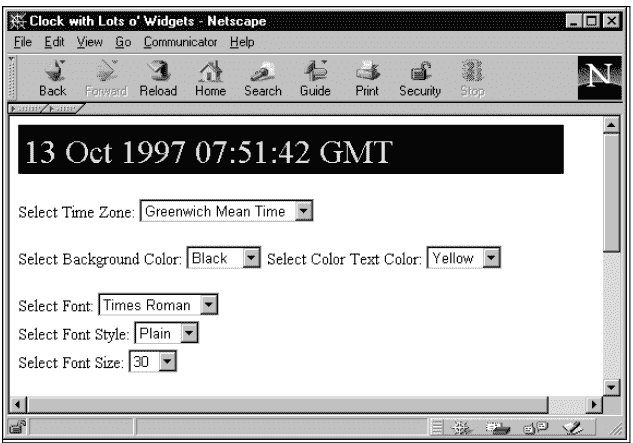 Clock with Lots o' Widgets - Netscape
File Edit View Go Communicator Help
Back Forward Reload Home Search Guide Print Security Stop
N
13 Oct 1997 07:51:42 GMT
Select Time Zone: Greenwich Mean Time
Select Background Color: Black Select Color Text Color: Yellow
Select Font: Times Roman
Select Font Style: Plain
Select Font Size: 30